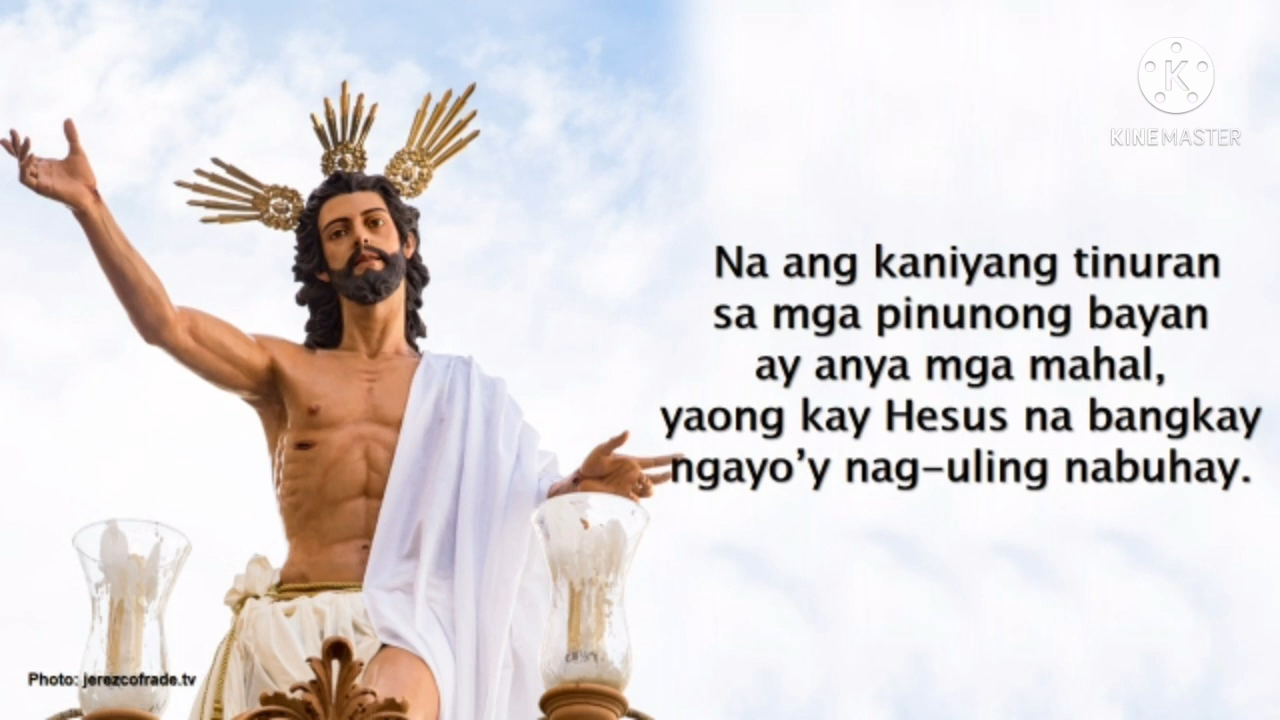 KINEMASTER
Na ang kaniyang tinuran
sa mga pinunong bayan
ay anya mga mahal,
yaong kay Hesus na bangkay
ngayo’y nag-uling nabuhay.
Photo: jerezcofrade.tv